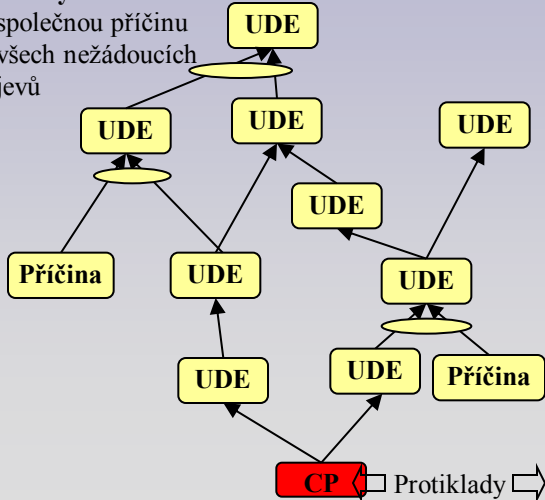 společnou příčinu
všech nežádoucích
jevů
UDE
UDE
UDE
UDE
UDE
Příčina
UDE
UDE
UDE
UDE
Příčina
CP
Protiklady